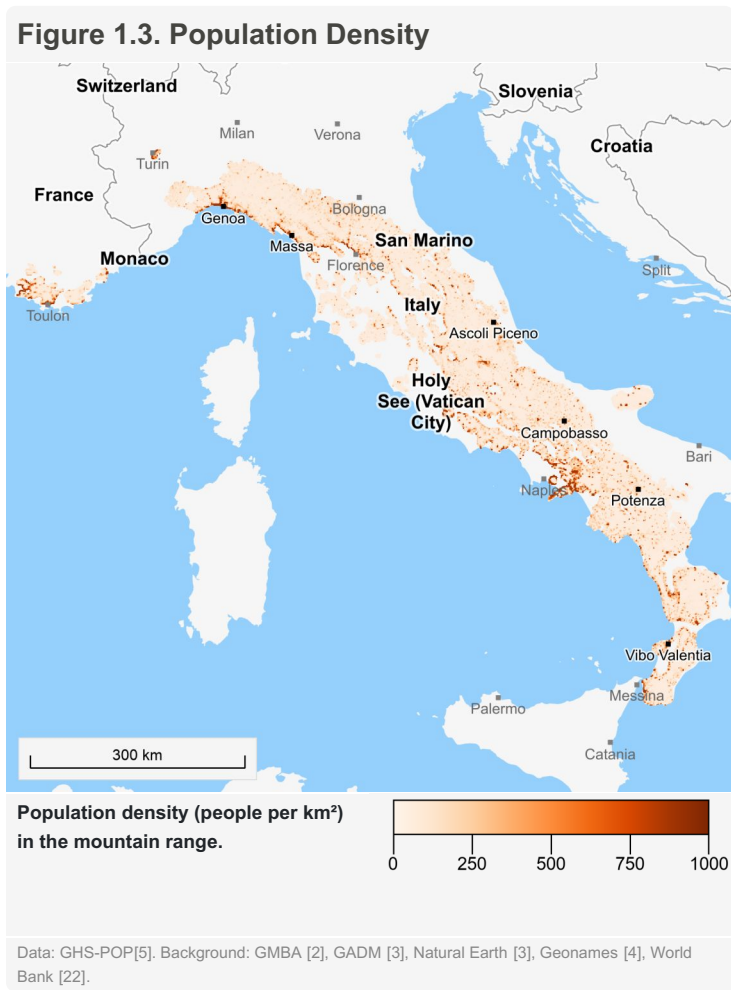 Figure 1.3. Population Density
Switzerland
Slovenia
Milan
Verona
Croatia
Turin
France
Bologna
Genoa
San Marino
Massa
Monaco
Florence
Split
Toulon
Italy
Ascoli Piceno
Holy
See (Vatican
City)
Campobasso
Bari
Naples
Potenza
Vibo Valentia
Messina
Palermo
Catania
300 km
Population density (people per km²)
in the mountain range.
0 250 500 750 1000
Data: GHS-POP[5]. Background: GMBA [2], GADM [3], Natural Earth [3], Geonames [4], World
Bank [22].